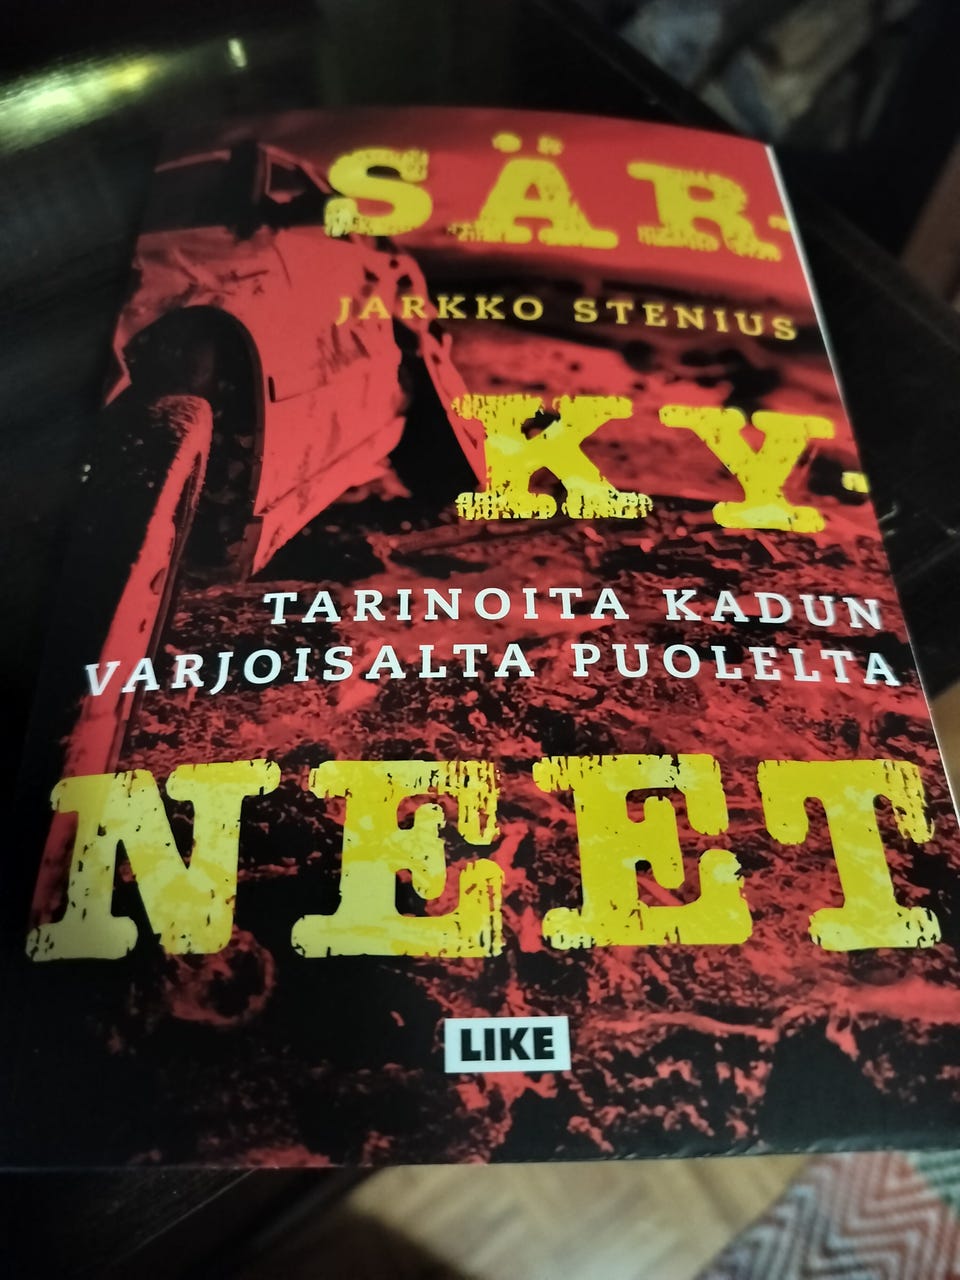 SÄR-
JARKKO STENIUS
KY-
TARINOITA KADUN
VARJOISALTA PUOLELTA
NEET
LIKE